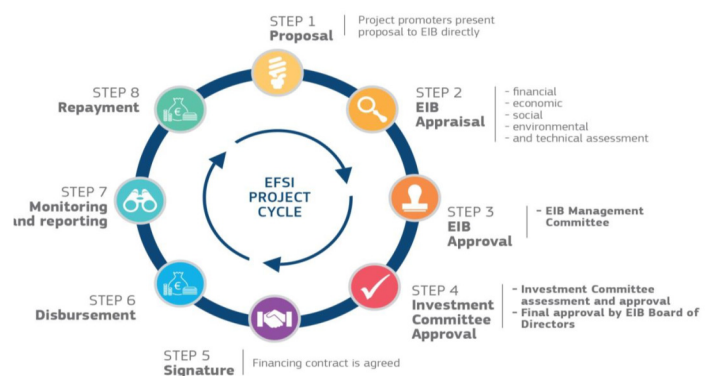 STEP 1
Proposal
Project promoters present
proposal to EIB directly
STEP 2
EIB
Appraisal
- financial
- economic
- social
- environmental
- and technical assessment
STEP 3
EIB
Approval
- EIB Management
Committee
STEP 4
Investment
Committee
Approval
- Investment Committee
assessment and approval
- Final approval by EIB Board of
Directors
STEP 5
Signature
Financing contract is agreed
STEP 6
Disbursement
STEP 7
Monitoring
and reporting
STEP 8
Repayment
EFSI
PROJECT
CYCLE
€
€